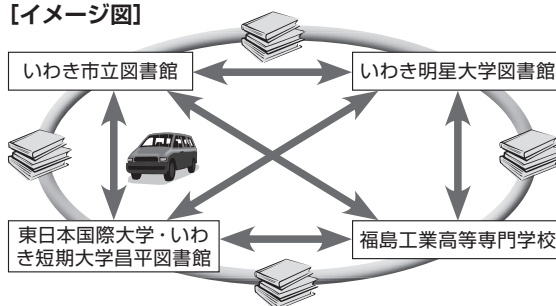 [イメージ図]
いわき市立図書館
いわき明星大学図書館
東日本国際大学・いわ
き短期大学昌平図書館
福島工業高等専門学校